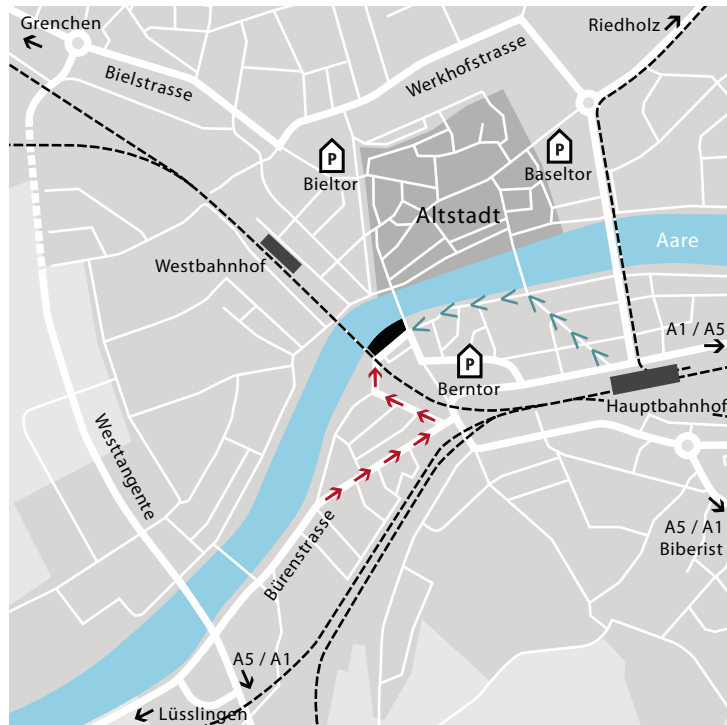 Grenchen
Riedholz
Bielstrasse
Werkhofstrasse
P
Bieltor
P
Baseltor
Altstadt
Westbahnhof
Aare
A1 / A5
P
Berntor
Hauptbahnhof
Westtangente
Bürenstrasse
A5 / A1
Biberist
A5 / A1
Lüsslingen